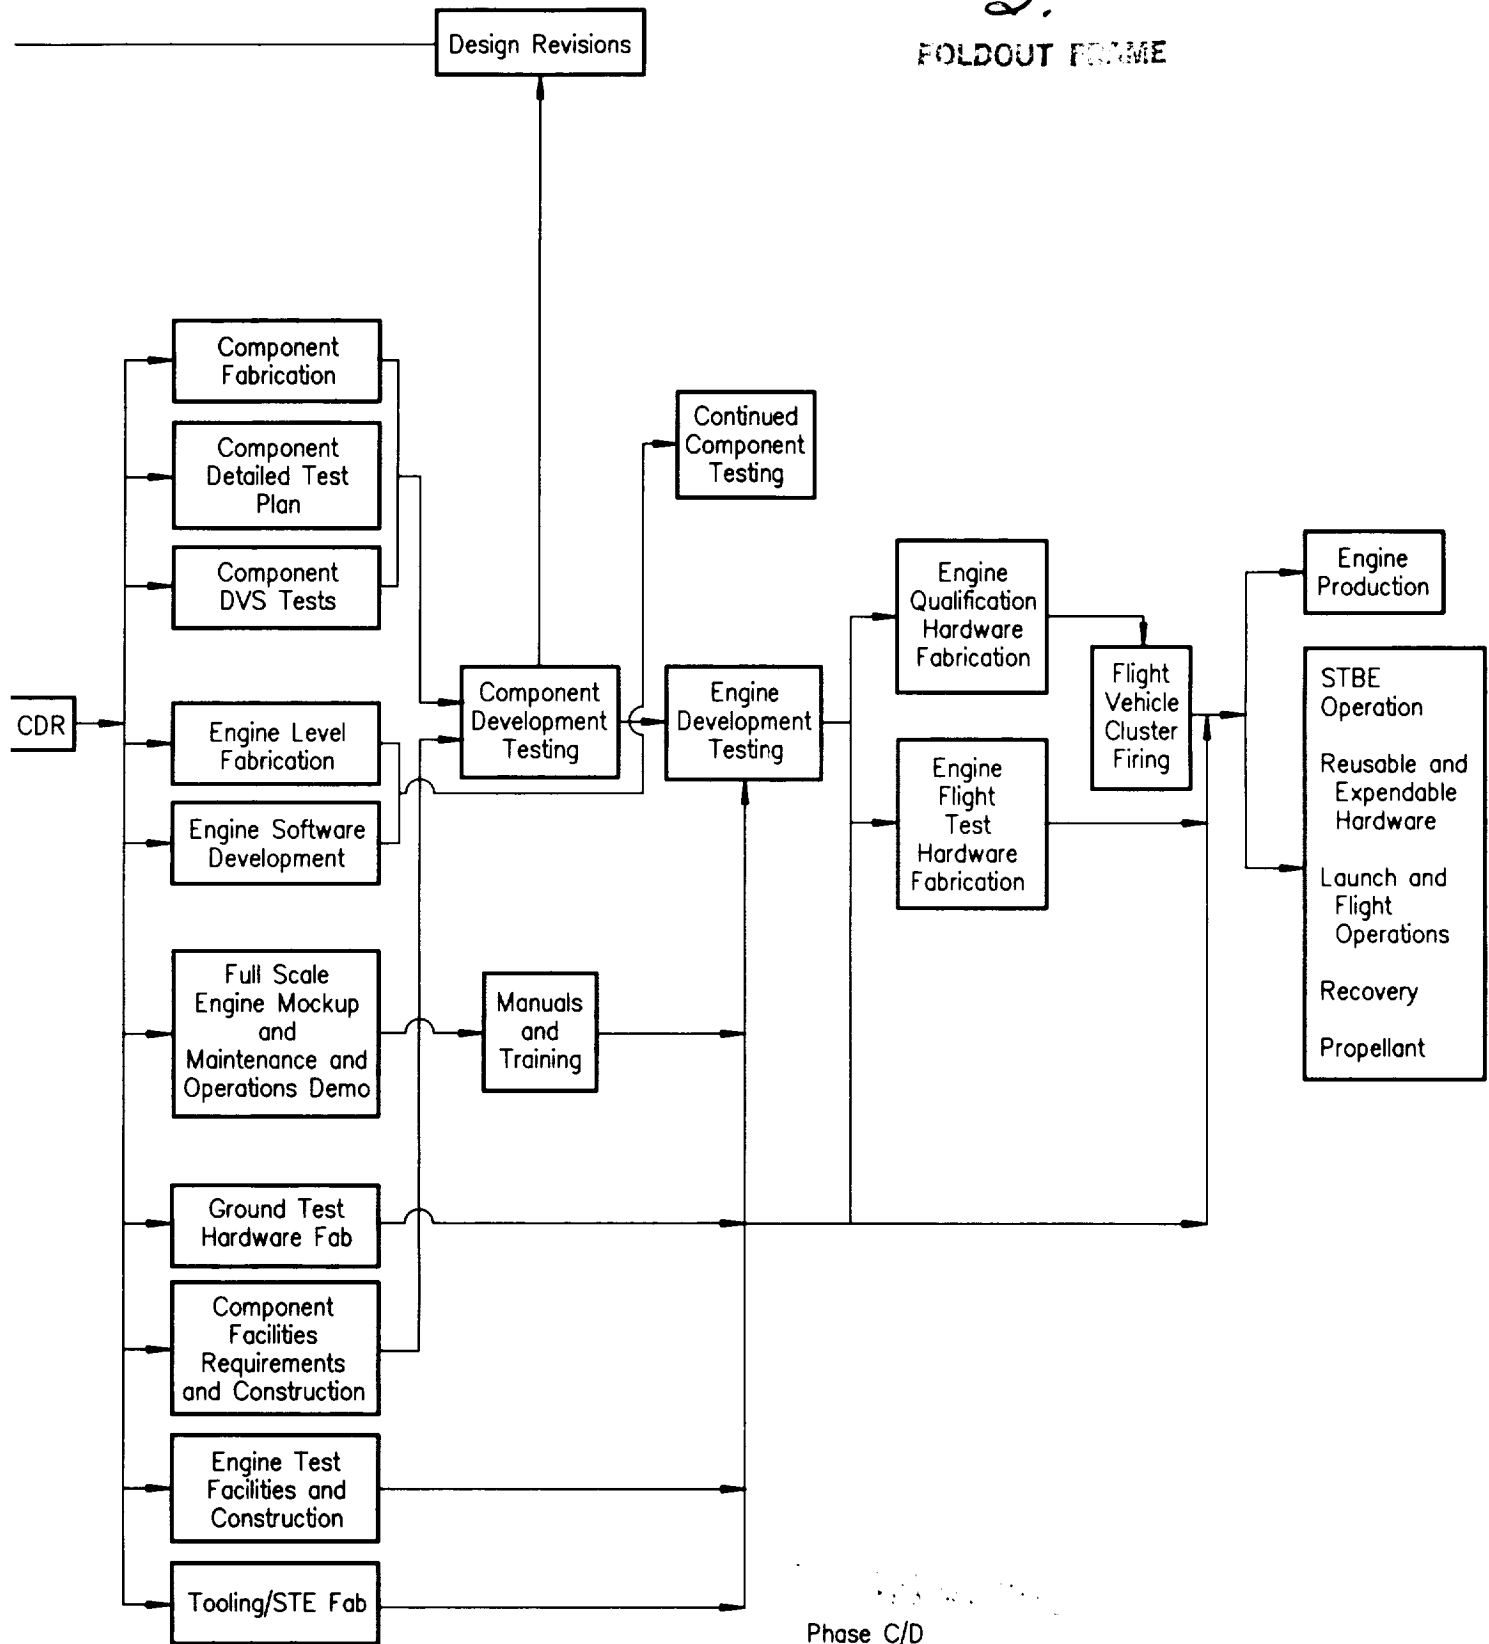 2.
FOLDOUT FRAME
Design Revisions
Component
Fabrication
Component
Detailed Test
Plan
Component
DVS Tests
Continued
Component
Testing
CDR
Engine Level
Fabrication
Engine Software
Development
Component
Development
Testing
Engine
Development
Testing
Engine
Qualification
Hardware
Fabrication
Engine
Flight
Test
Hardware
Fabrication
Flight
Vehicle
Cluster
Firing
Engine
Production
STBE
Operation
Reusable and
Expendable
Hardware
Launch and
Flight
Operations
Recovery
Propellant
Full Scale
Engine Mockup
and
Maintenance and
Operations Demo
Manuals
and
Training
Ground Test
Hardware Fab
Component
Facilities
Requirements
and Construction
Engine Test
Facilities and
Construction
Tooling/STE Fab
Phase C/D